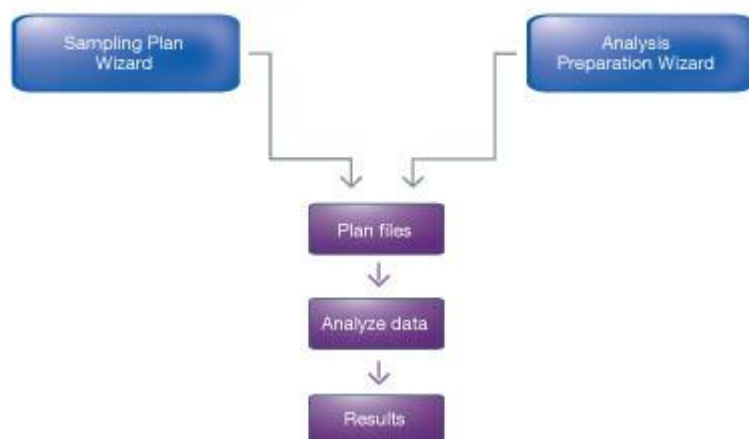 Sampling Plan
Wizard
Analysis
Preparation Wizard
Plan files
Analyze data
Results